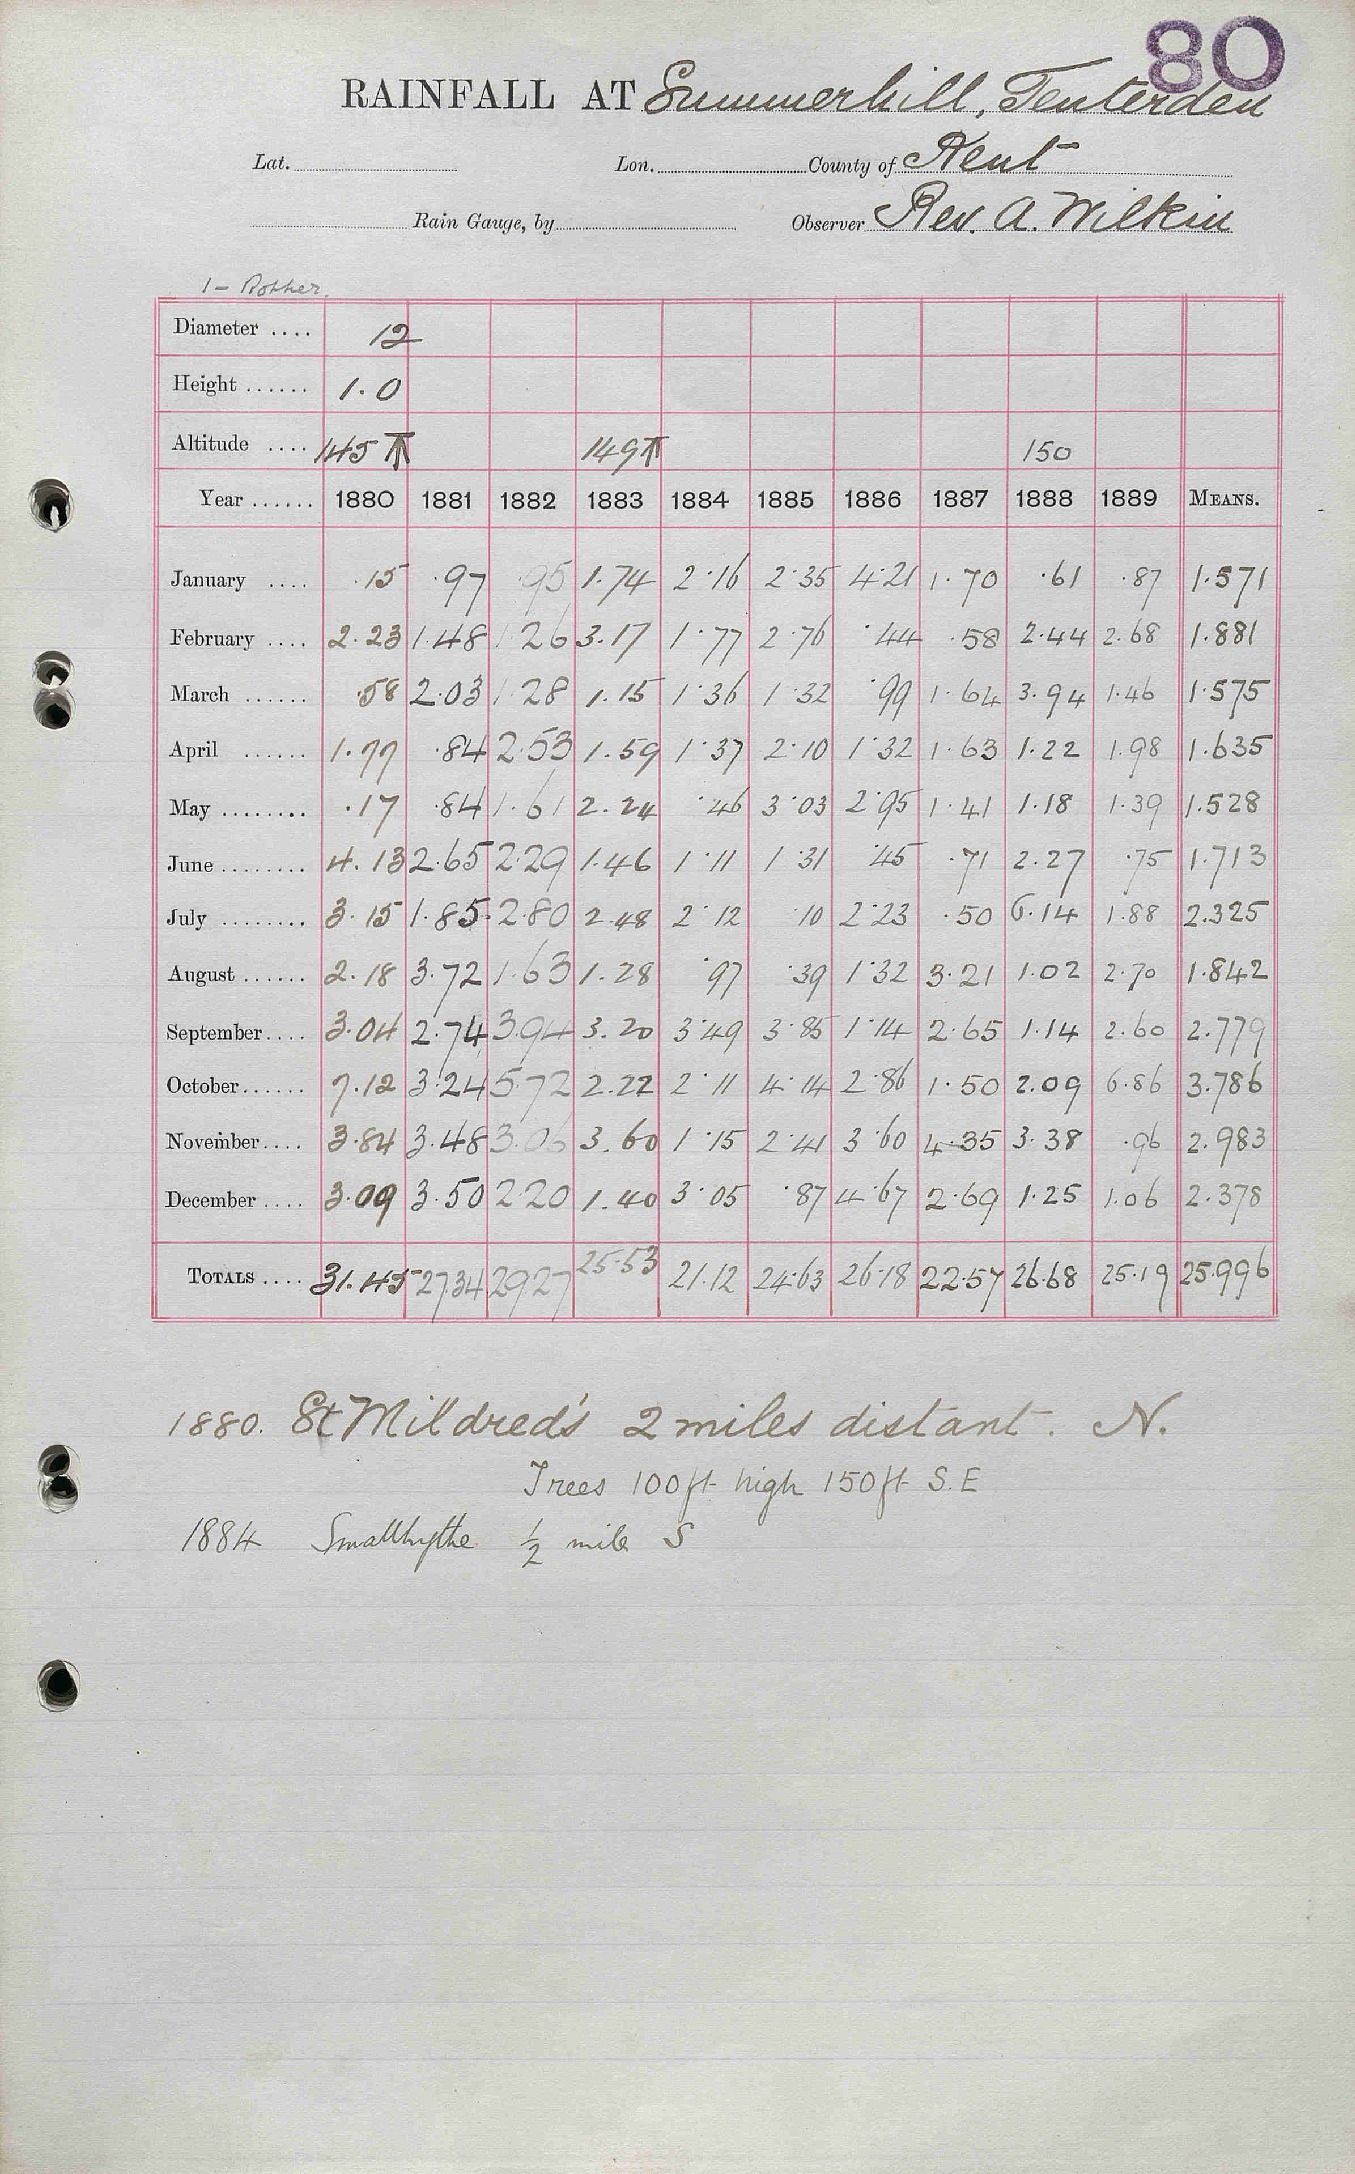 80
RAINFALL AT Summerhill, Tenterden
Lat. Lon. County of Kent
Rain Gauge, by Observer Rev. A. Wilkin
1 - Rother.
Diameter .... 12
Height ...... 1.0
Altitude .... 145 ↑ 149↑ 150
Year ...... 1880 1881 1882 1883 1884 1885 1886 1887 1888 1889 MEANS.
January .... .15 .97 .95 1.74 2.16 2.35 4.21 1.70 .61 .87 1.571
February .... 2.23 1.48 1.26 3.17 1.77 2.76 .44 .58 2.44 2.68 1.881
March ...... .58 2.03 1.28 1.15 1.36 1.32 .99 1.64 3.94 1.46 1.575
April ...... 1.77 .84 2.53 1.59 1.37 2.10 1.32 1.63 1.22 1.98 1.635
May ........ .17 .84 1.61 2.24 .46 3.03 2.95 1.41 1.18 1.39 1.528
June ........ 4.13 2.65 2.29 1.46 1.11 1.31 .45 .71 2.27 .75 1.713
July ........ 3.15 1.85 2.80 2.48 2.12 .10 2.23 .50 6.14 1.88 2.325
August ...... 2.18 3.72 1.63 1.28 .97 .39 1.32 3.21 1.02 2.70 1.842
September.... 3.04 2.74 3.94 3.20 3.49 3.85 1.14 2.65 1.14 2.60 2.779
October...... 7.12 3.24 5.72 2.22 2.11 4.14 2.86 1.50 2.09 6.86 3.786
November.... 3.84 3.48 3.06 3.60 1.15 2.41 3.60 4.35 3.38 .96 2.983
December .... 3.09 3.50 2.20 1.40 3.05 .87 4.67 2.69 1.25 1.06 2.378
TOTALS .... 31.45 27.34 29.27 25.53 21.12 24.63 26.18 22.57 26.68 25.19 25.996
1880. St Mildred's 2 miles distant. N.
Trees 100ft high 150ft S.E
1884 Smallhythe ½ mile S